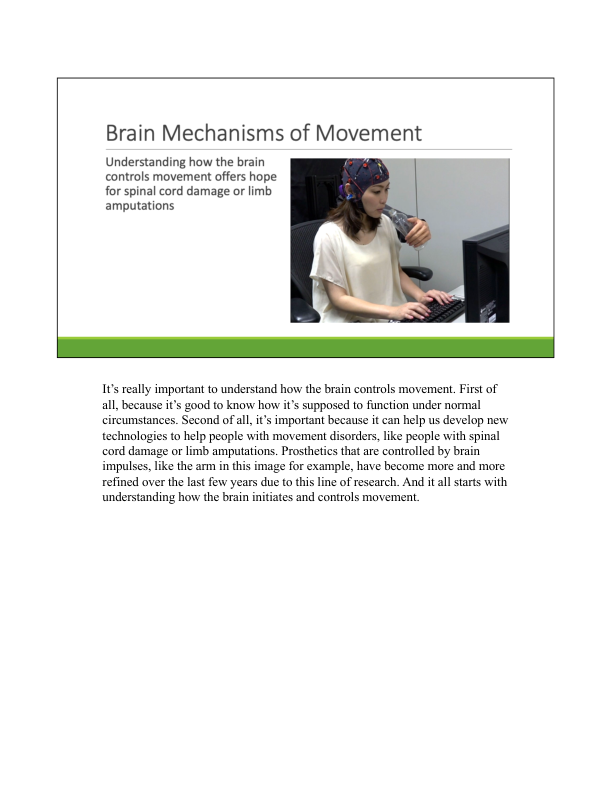 Brain Mechanisms of Movement
Understanding how the brain
controls movement offers hope
for spinal cord damage or limb
amputations
It’s really important to understand how the brain controls movement. First of
all, because it’s good to know how it’s supposed to function under normal
circumstances. Second of all, it’s important because it can help us develop new
technologies to help people with movement disorders, like people with spinal
cord damage or limb amputations. Prosthetics that are controlled by brain
impulses, like the arm in this image for example, have become more and more
refined over the last few years due to this line of research. And it all starts with
understanding how the brain initiates and controls movement.